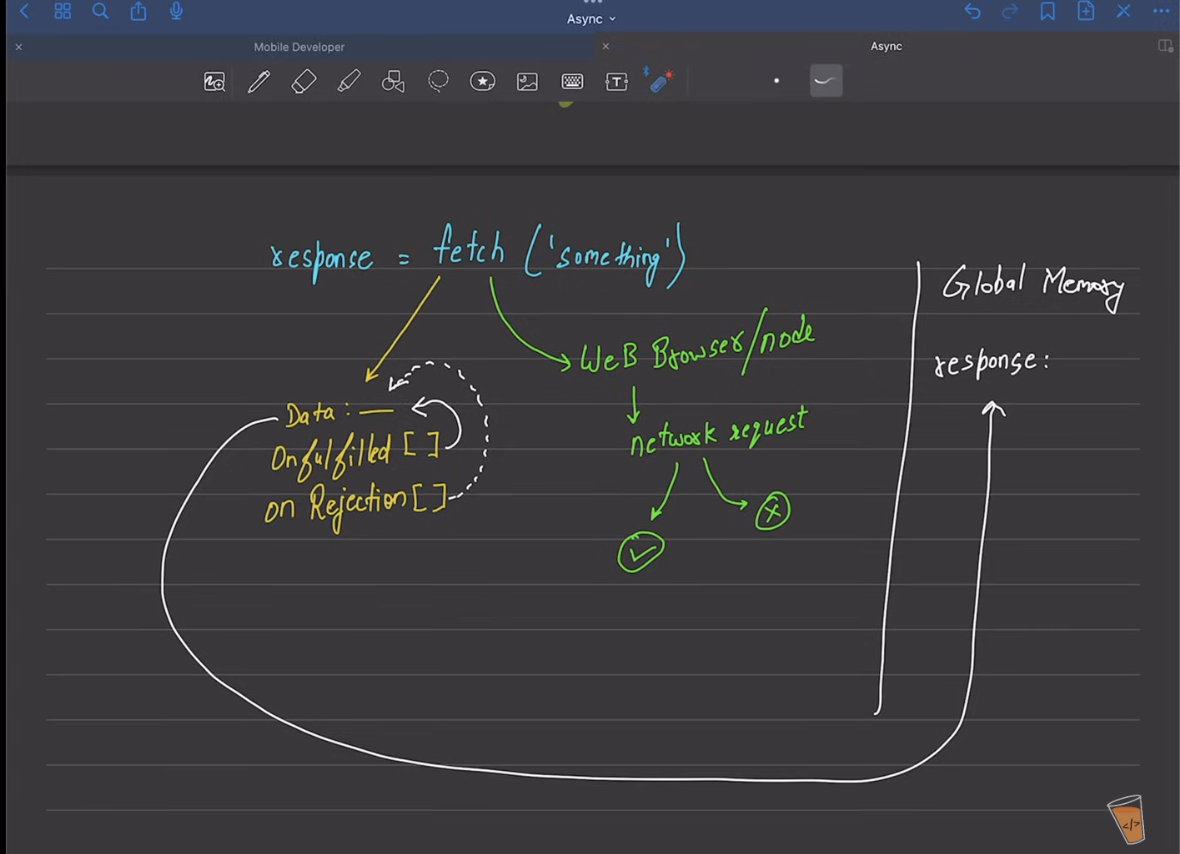 Async
Mobile Developer
Async
T
response = fetch ('something')
Global Memory
WeB Browser/node
response:
Data: —
network request
Onfulfilled [ ]
on Rejection [ ]
</>